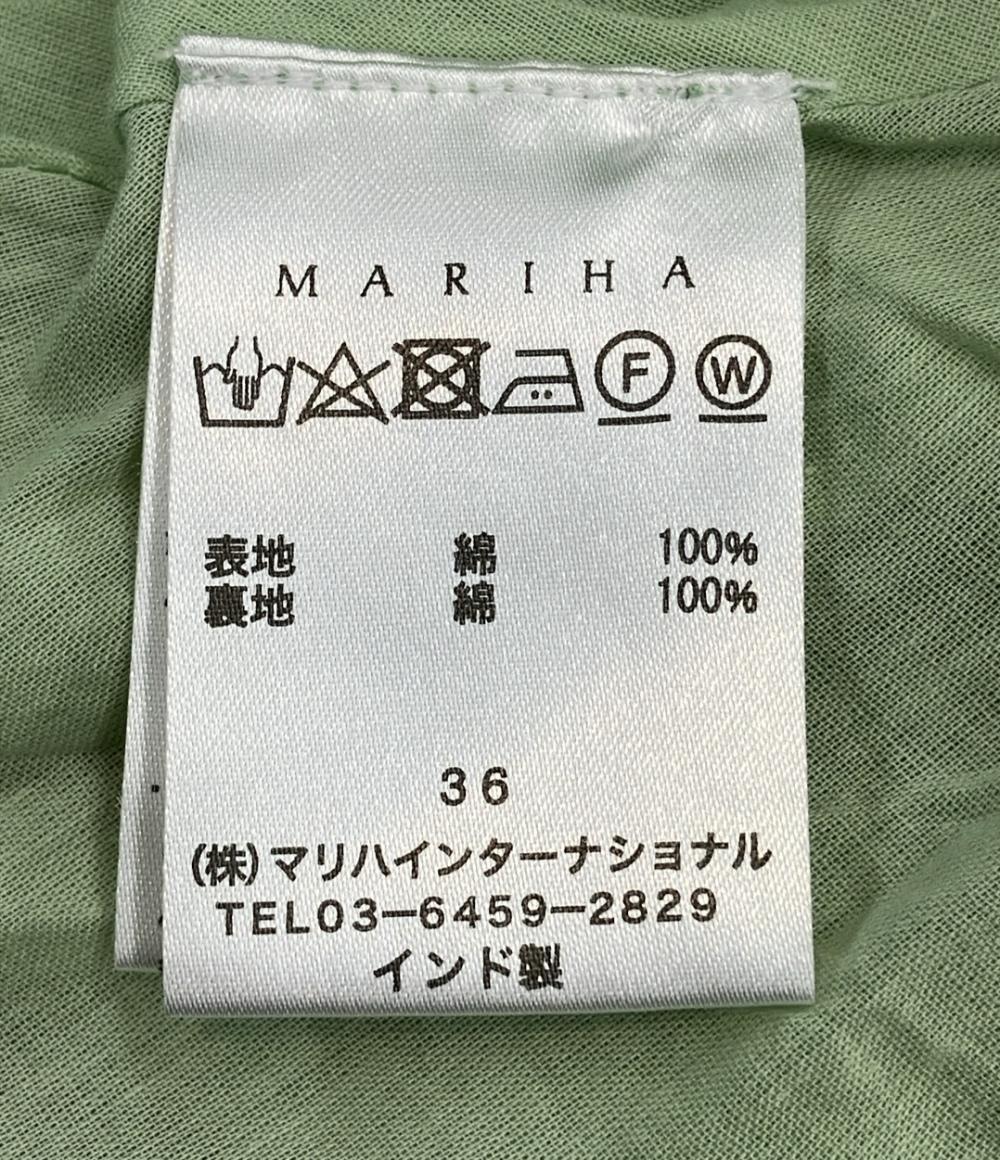 MARIHA
F W
表地 綿 100%
裏地 綿 100%
36
(株)マリハインターナショナル
TEL03-6459-2829
インド製